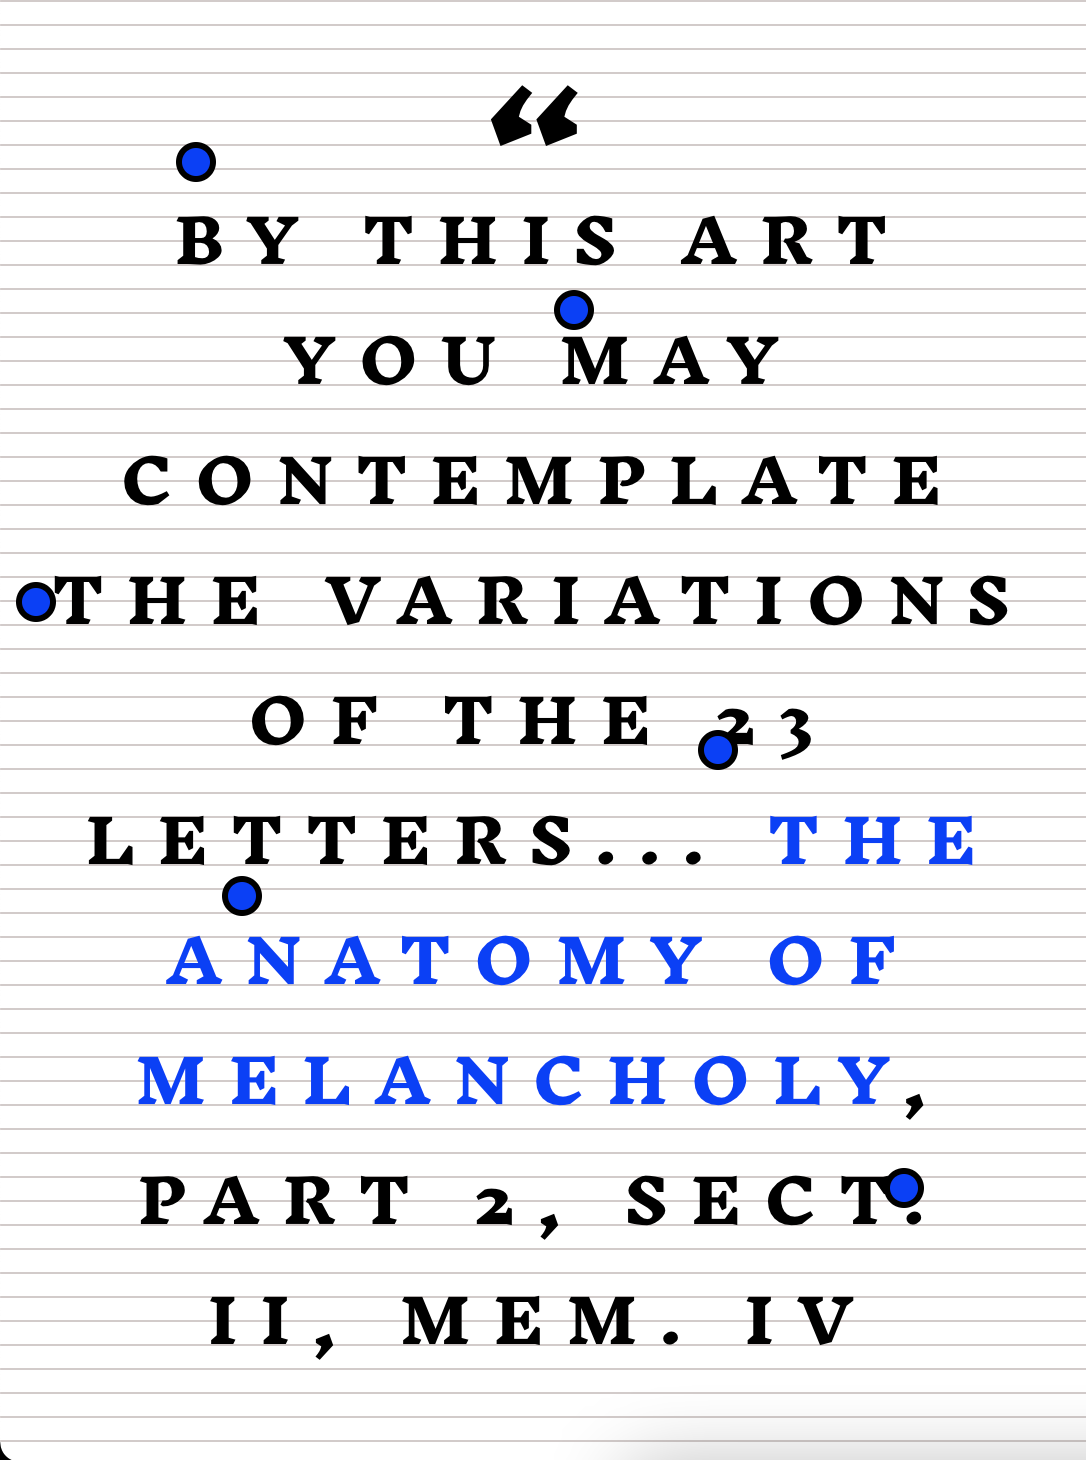 “
BY THIS ART
YOU MAY
CONTEMPLATE
THE VARIATIONS
OF THE 23
LETTERS... THE
ANATOMY OF
MELANCHOLY,
PART 2, SECT.
II, MEM. IV